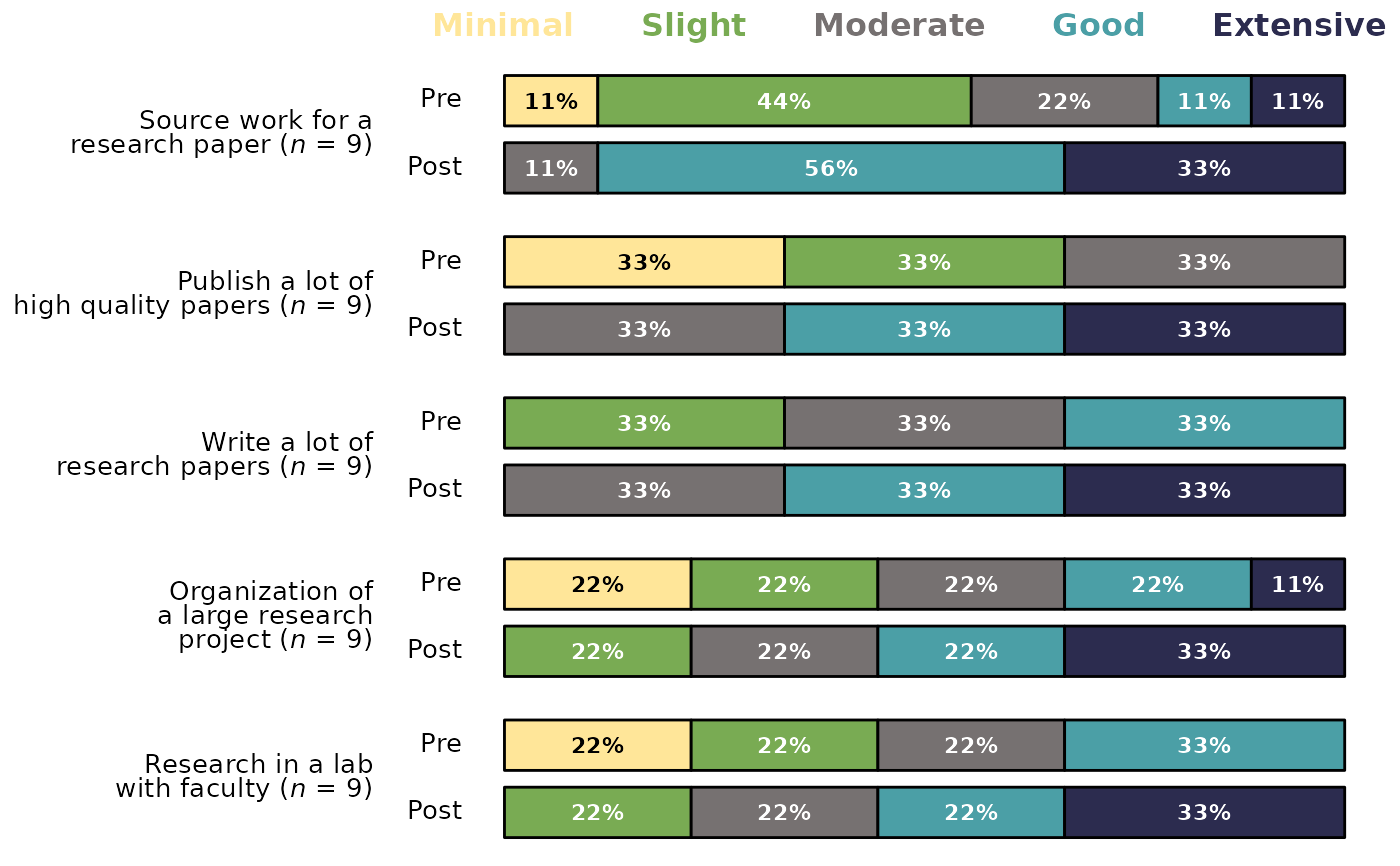 Minimal Slight Moderate Good Extensive
Pre 11% 44% 22% 11% 11%
Source work for a
research paper (n = 9)
Post 11% 56% 33%
Pre 33% 33% 33%
Publish a lot of
high quality papers (n = 9)
Post 33% 33% 33%
Pre 33% 33% 33%
Write a lot of
research papers (n = 9)
Post 33% 33% 33%
Pre 22% 22% 22% 22% 11%
Organization of
a large research
project (n = 9)
Post 22% 22% 22% 33%
Pre 22% 22% 22% 33%
Research in a lab
with faculty (n = 9)
Post 22% 22% 22% 33%